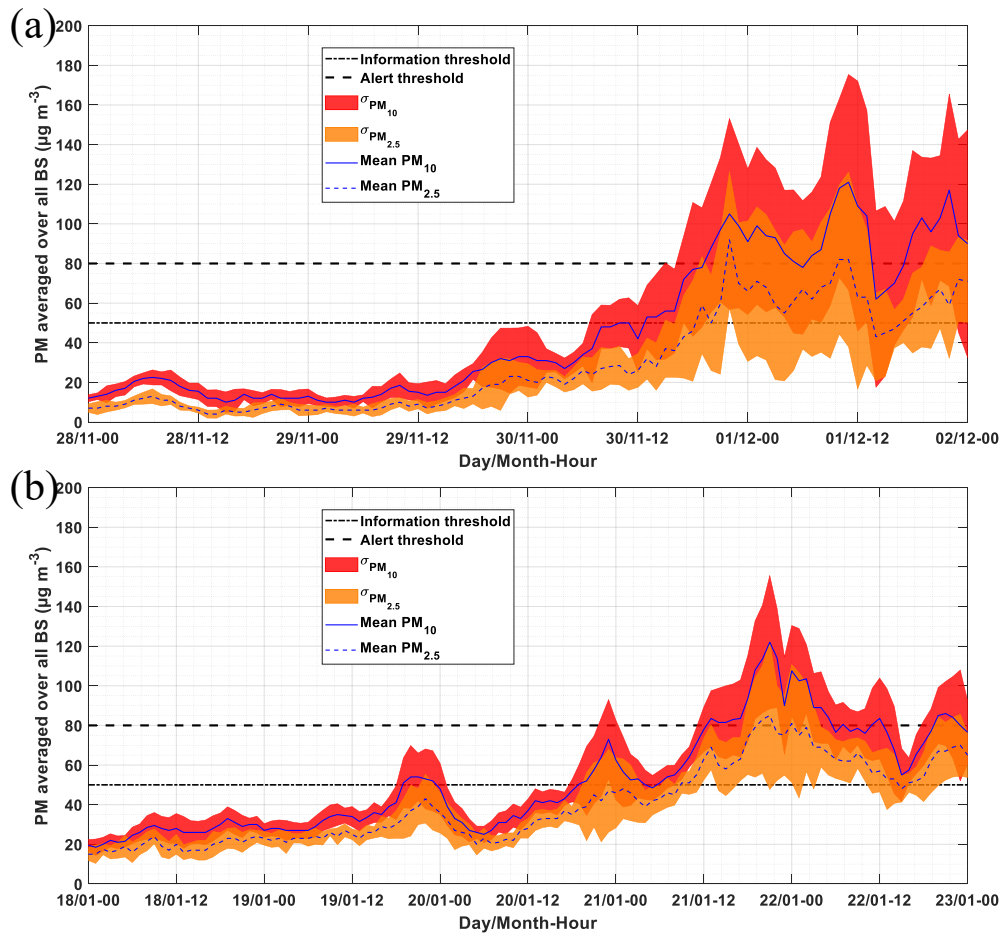 (a)
200
180
160
140
120
100
80
60
40
20
0
PM averaged over all BS (μg m-3)
Information threshold
Alert threshold
σPM10
σPM2.5
Mean PM10
Mean PM2.5
28/11-00 28/11-12 29/11-00 29/11-12 30/11-00 30/11-12 01/12-00 01/12-12 02/12-00
Day/Month-Hour
(b)
200
180
160
140
120
100
80
60
40
20
0
PM averaged over all BS (μg m-3)
Information threshold
Alert threshold
σPM10
σPM2.5
Mean PM10
Mean PM2.5
18/01-00 18/01-12 19/01-00 19/01-12 20/01-00 20/01-12 21/01-00 21/01-12 22/01-00 22/01-12 23/01-00
Day/Month-Hour